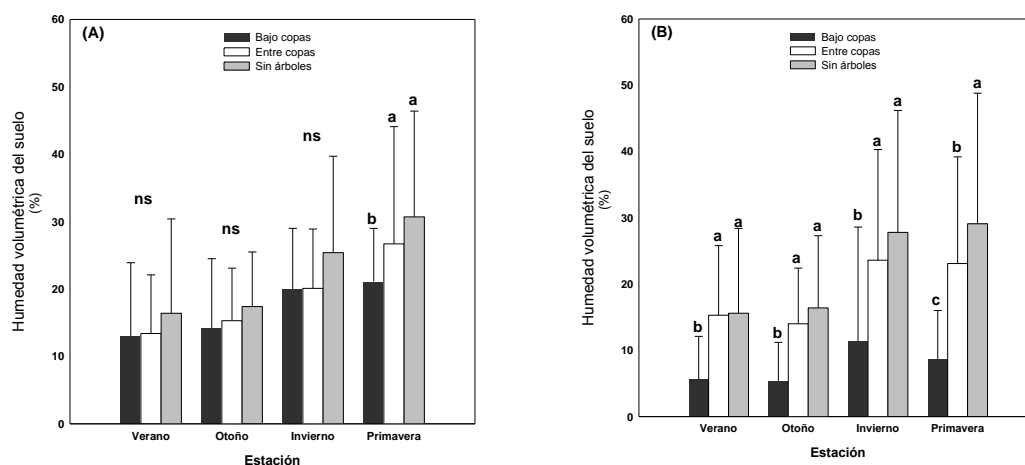 (A)
Bajo copas
Entre copas
Sin árboles
60
50
40
30
20
10
0
Humedad volumétrica del suelo
(%)
ns
ns
ns
b
a
a
Verano
Otoño
Invierno
Primavera
Estación
(B)
Bajo copas
Entre copas
Sin árboles
60
50
40
30
20
10
0
Humedad volumétrica del suelo
(%)
b
a
a
b
a
a
b
a
a
c
b
a
Verano
Otoño
Invierno
Primavera
Estación